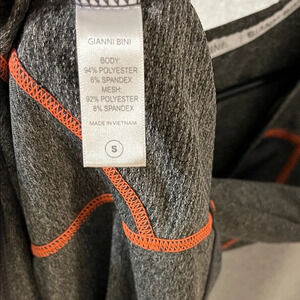 GIANNI BINI
BODY:
94% POLYESTER
6% SPANDEX
MESH:
92% POLYESTER
8% SPANDEX
MADE IN VIETNAM
S